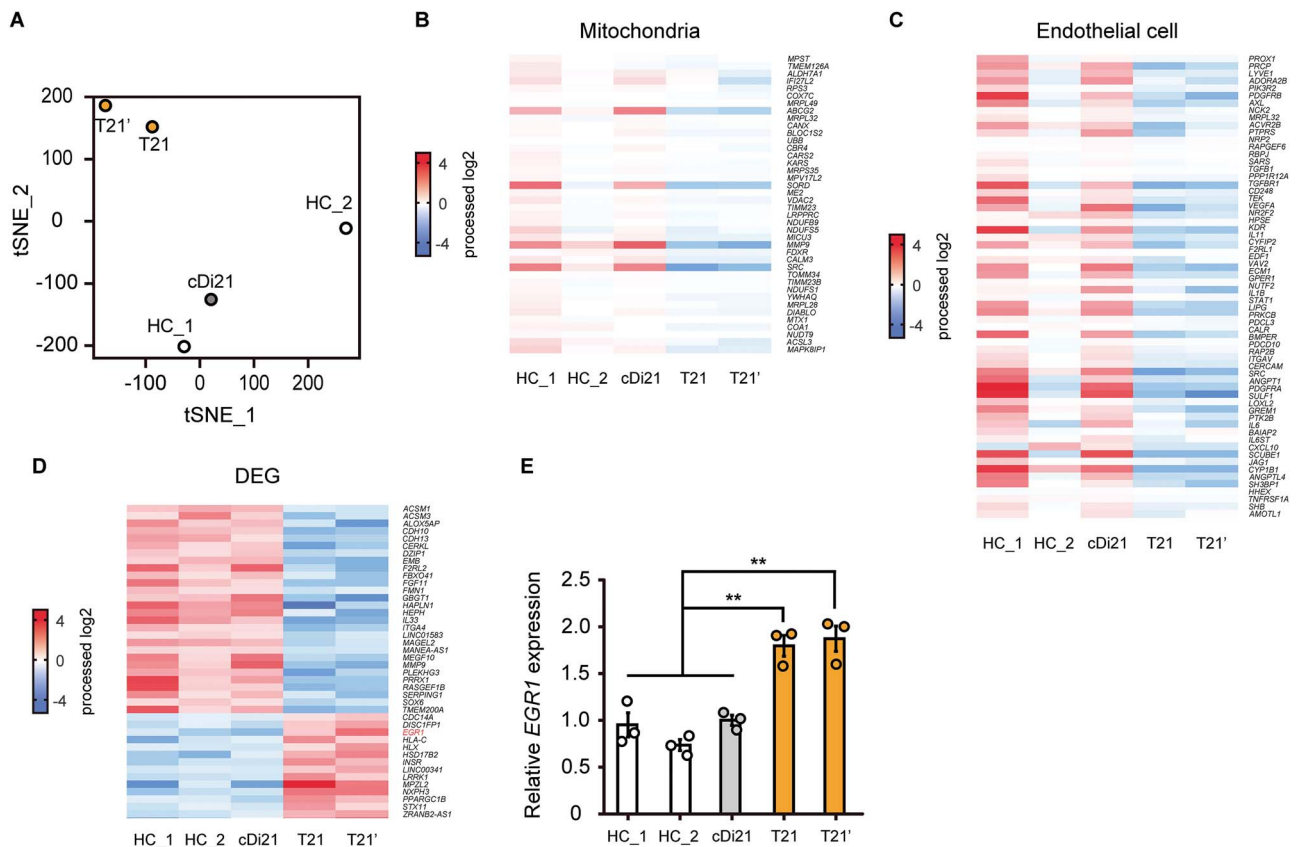 A
200
100
0
-100
-200
tSNE_2
T21’
T21
HC_2
cDi21
HC_1
-100
0
100
200
tSNE_1
B
Mitochondria
4
0
-4
processed log2
MPST
TMEM126A
ALDH7A1
IFI27L2
RPS3
COX7C
MRPL49
ABCG2
MRPL32
CANX
BLOC1S2
UBB
CBR4
CARS2
KARS
MRPS35
MPV17L2
SORD
ME2
VDAC2
TIMM23
LRPPRC
NDUFB9
NDUFS5
MICU3
MMP9
FDXR
CALM3
SRC
TOMM34
TIMM23B
NDUFS1
YWHAQ
MRPL28
DIABLO
MTX1
COA1
NUDT9
ACSL3
MAPK8IP1
HC_1 HC_2 cDi21 T21 T21’
C
Endothelial cell
4
0
-4
processed log2
PROX1
PRCP
LYVE1
ADORA2B
PIK3R2
PDGFRB
AXL
NCK2
MRPL32
ACVR2B
PTPRS
NRP2
RAPGEF6
RBPJ
SARS
TGFB1
PPP1R12A
TGFBR1
CD248
TEK
VEGFA
NR2F2
HPSE
KDR
IL11
CYFIP2
F2RL1
EDF1
VAV2
ECM1
GPER1
NUTF2
IL1B
STAT1
LIPG
PRKCB
PDCL3
CALR
BMPER
PDCD10
RAP2B
ITGAV
CERCAM
SRC
ANGPT1
PDGFRA
SULF1
LOXL2
GREM1
PTK2B
IL6
BAIAP2
IL6ST
CXCL10
SCUBE1
JAG1
CYP1B1
ANGPTL4
SH3BP1
HHEX
TNFRSF1A
SHB
AMOTL1
HC_1 HC_2 cDi21 T21 T21’
D
DEG
4
0
-4
processed log2
ACSM1
ACSM3
ALOX5AP
CDH10
CDH13
CERKL
DZIP1
EMB
F2RL2
FBXO41
FGF11
FMN1
GBGT1
HAPLN1
HEPH
IL33
ITGA4
LINC01583
MAGEL2
MANEA-AS1
MEGF10
MMP9
PLEKHG3
PRRX1
RASGEF1B
SERPING1
SOX6
TMEM200A
CDC14A
DISC1FP1
EGR1
HLA-C
HLX
HSD17B2
INSR
LINC00341
LRRK1
MPZL2
NXPH3
PPARGC1B
STX11
ZRANB2-AS1
HC 1 HC 2 cDi21 T21 T21’
E
**
**
2.5
2.0
1.5
1.0
0.5
0
Relative EGR1 expression
HC_1 HC_2 cDi21 T21 T21’